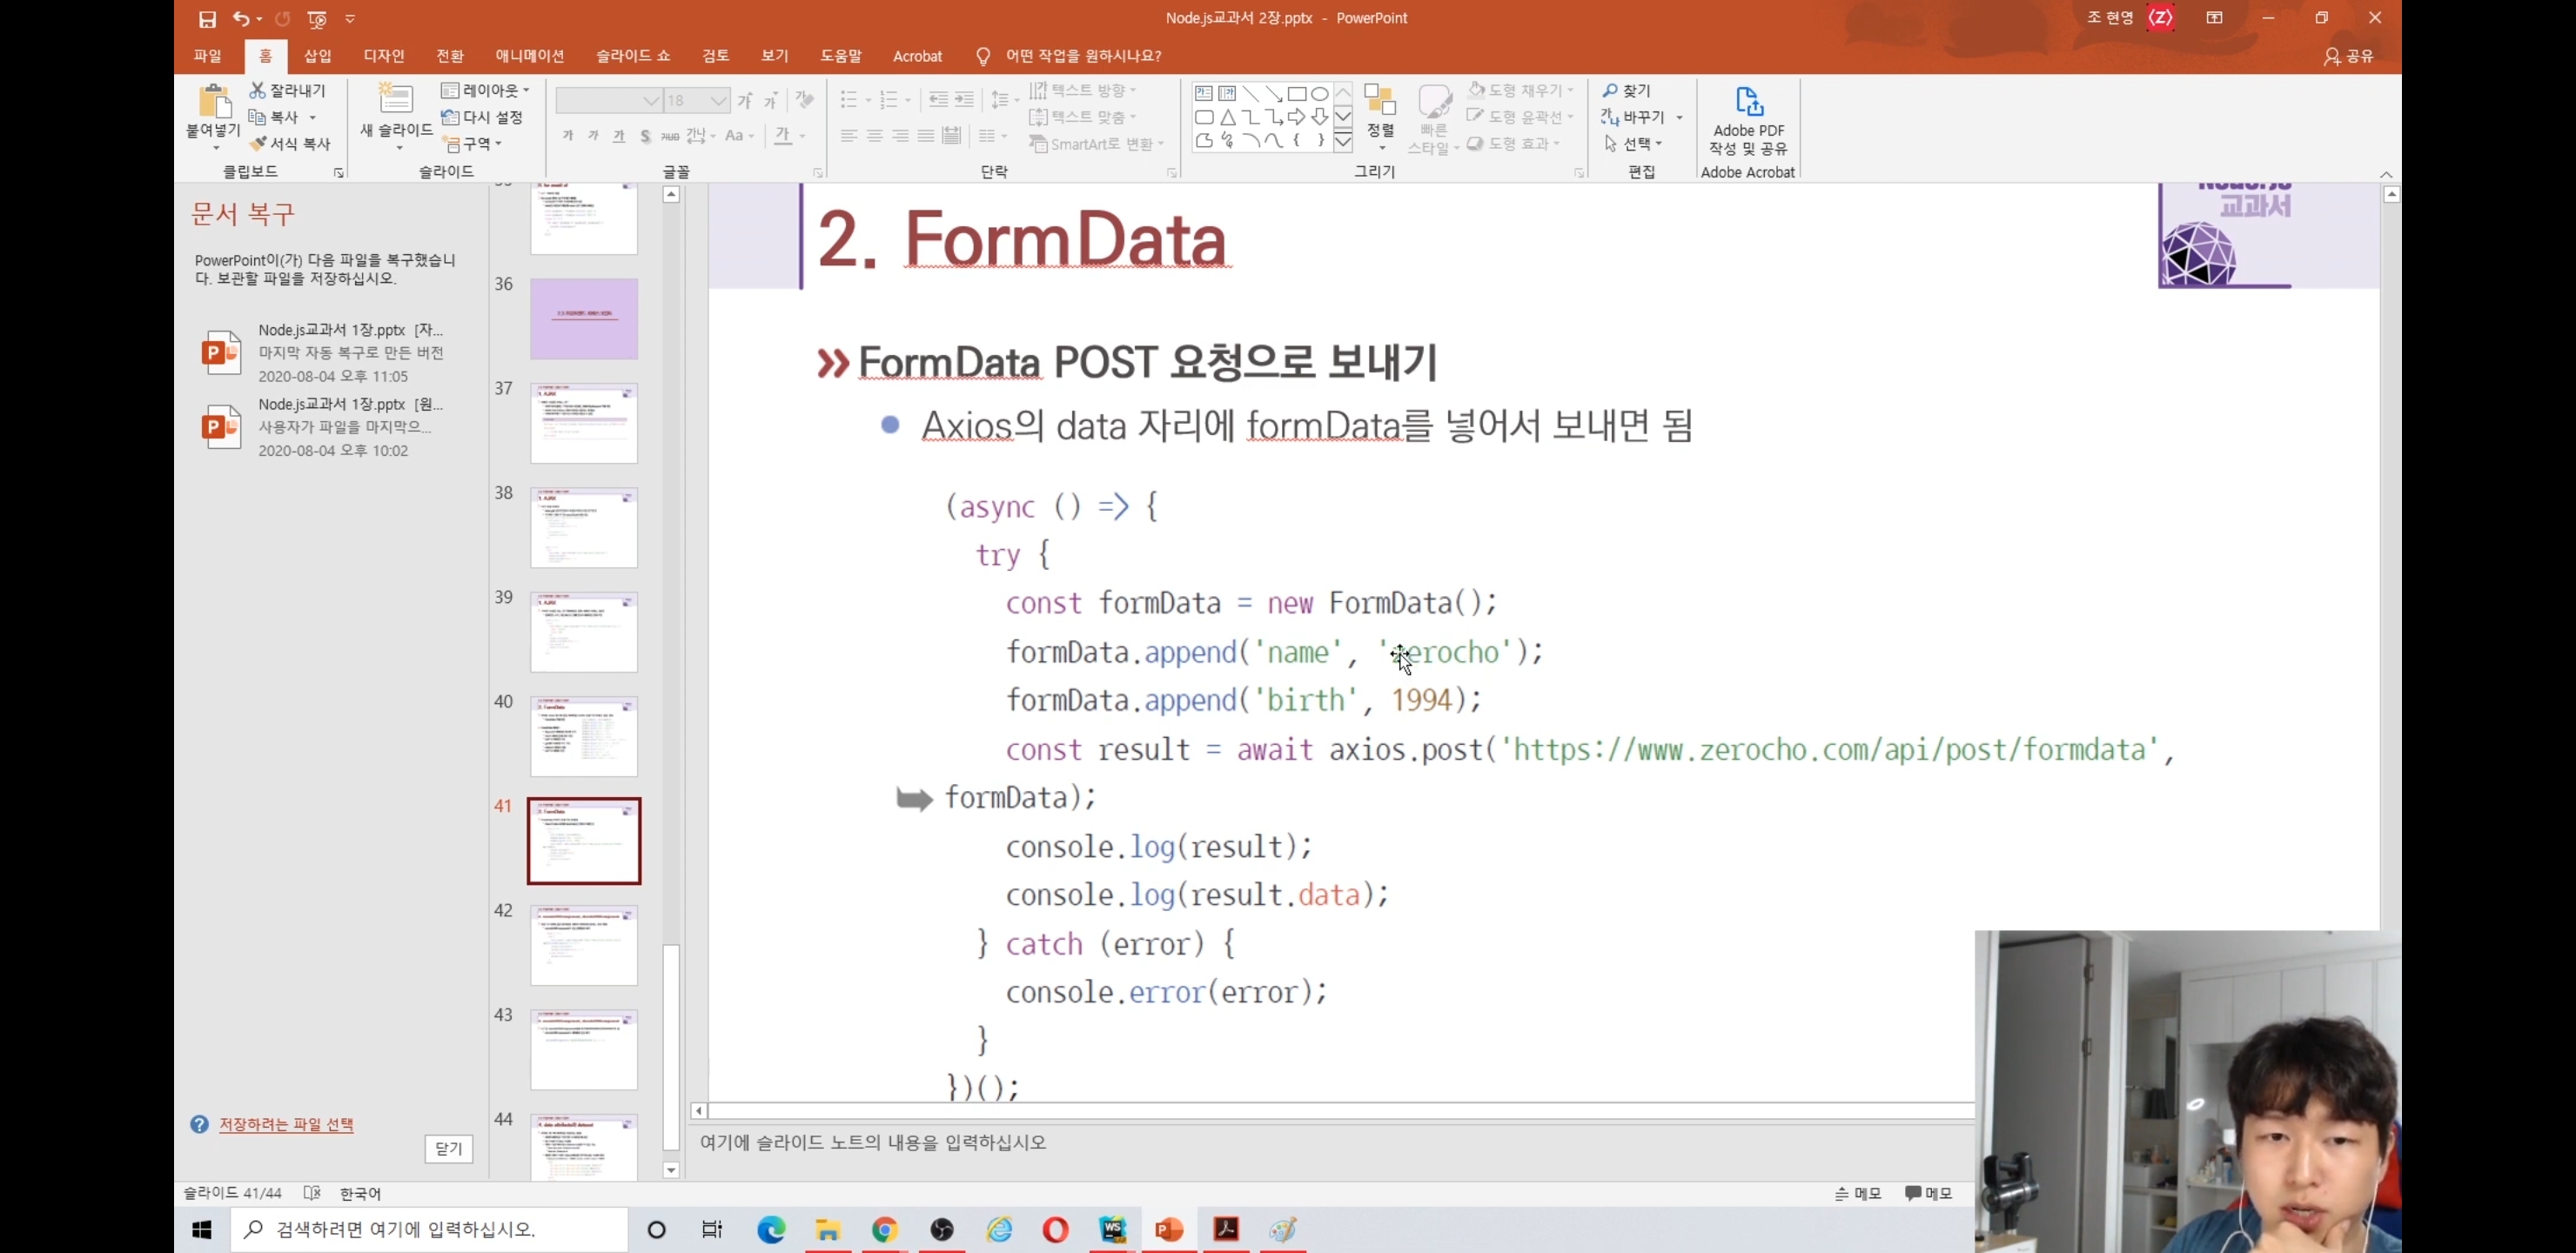 Node.js교과서 2장.pptx - PowerPoint
조 현영
파일 홈 삽입 디자인 전환 애니메이션 슬라이드 쇼 검토 보기 도움말 Acrobat 어떤 작업을 원하시나요? 공유
붙여넣기 잘라내기 복사 서식 복사 클립보드
새 슬라이드 레이아웃 다시 설정 구역 슬라이드
18
가 가 가 가 가 S 간나 Aa 가
글꼴
텍스트 방향
텍스트 맞춤
SmartArt로 변환
단락
정렬
빠른 스타일
도형 채우기
도형 윤곽선
도형 효과
그리기
찾기
바꾸기
선택
편집
Adobe PDF
작성 및 공유
Adobe Acrobat
문서 복구
PowerPoint이(가) 다음 파일을 복구했습니
다. 보관할 파일을 저장하십시오.
Node.js교과서 1장.pptx [자...
마지막 자동 복구로 만든 버전
2020-08-04 오후 11:05
Node.js교과서 1장.pptx [원...
사용자가 파일을 마지막으...
2020-08-04 오후 10:02
저장하려는 파일 선택
닫기
36
37
38
39
40
41
42
43
44
교과서
2. FormData
FormData POST 요청으로 보내기
Axios의 data 자리에 formData를 넣어서 보내면 됨
(async () => {
try {
const formData = new FormData();
formData.append('name', 'zerocho');
formData.append('birth', 1994);
const result = await axios.post('https://www.zerocho.com/api/post/formdata',
formData);
console.log(result);
console.log(result.data);
} catch (error) {
console.error(error);
}
})();
여기에 슬라이드 노트의 내용을 입력하십시오
슬라이드 41/44 한국어
메모 메모
검색하려면 여기에 입력하십시오.